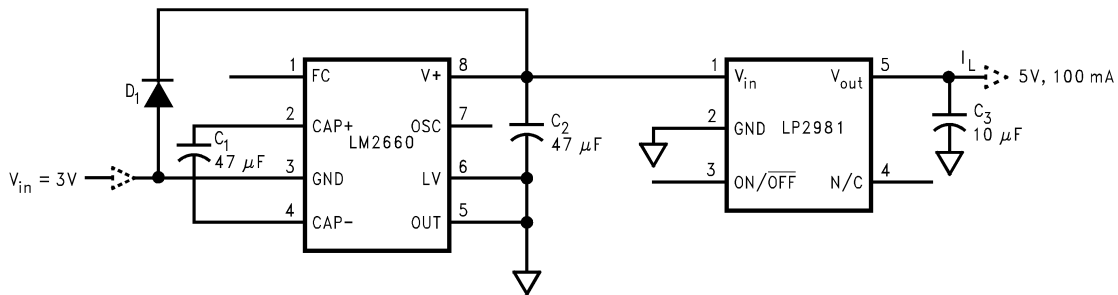 1 FC V+ 8
D1
2 CAP+ OSC 7
LM2660
C1
47 μF
Vin = 3V
3 GND LV 6
4 CAP- OUT 5
C2
47 μF
1 Vin Vout 5
IL
5V, 100 mA
2 GND LP2981
3 ON/OFF N/C 4
C3
10 μF